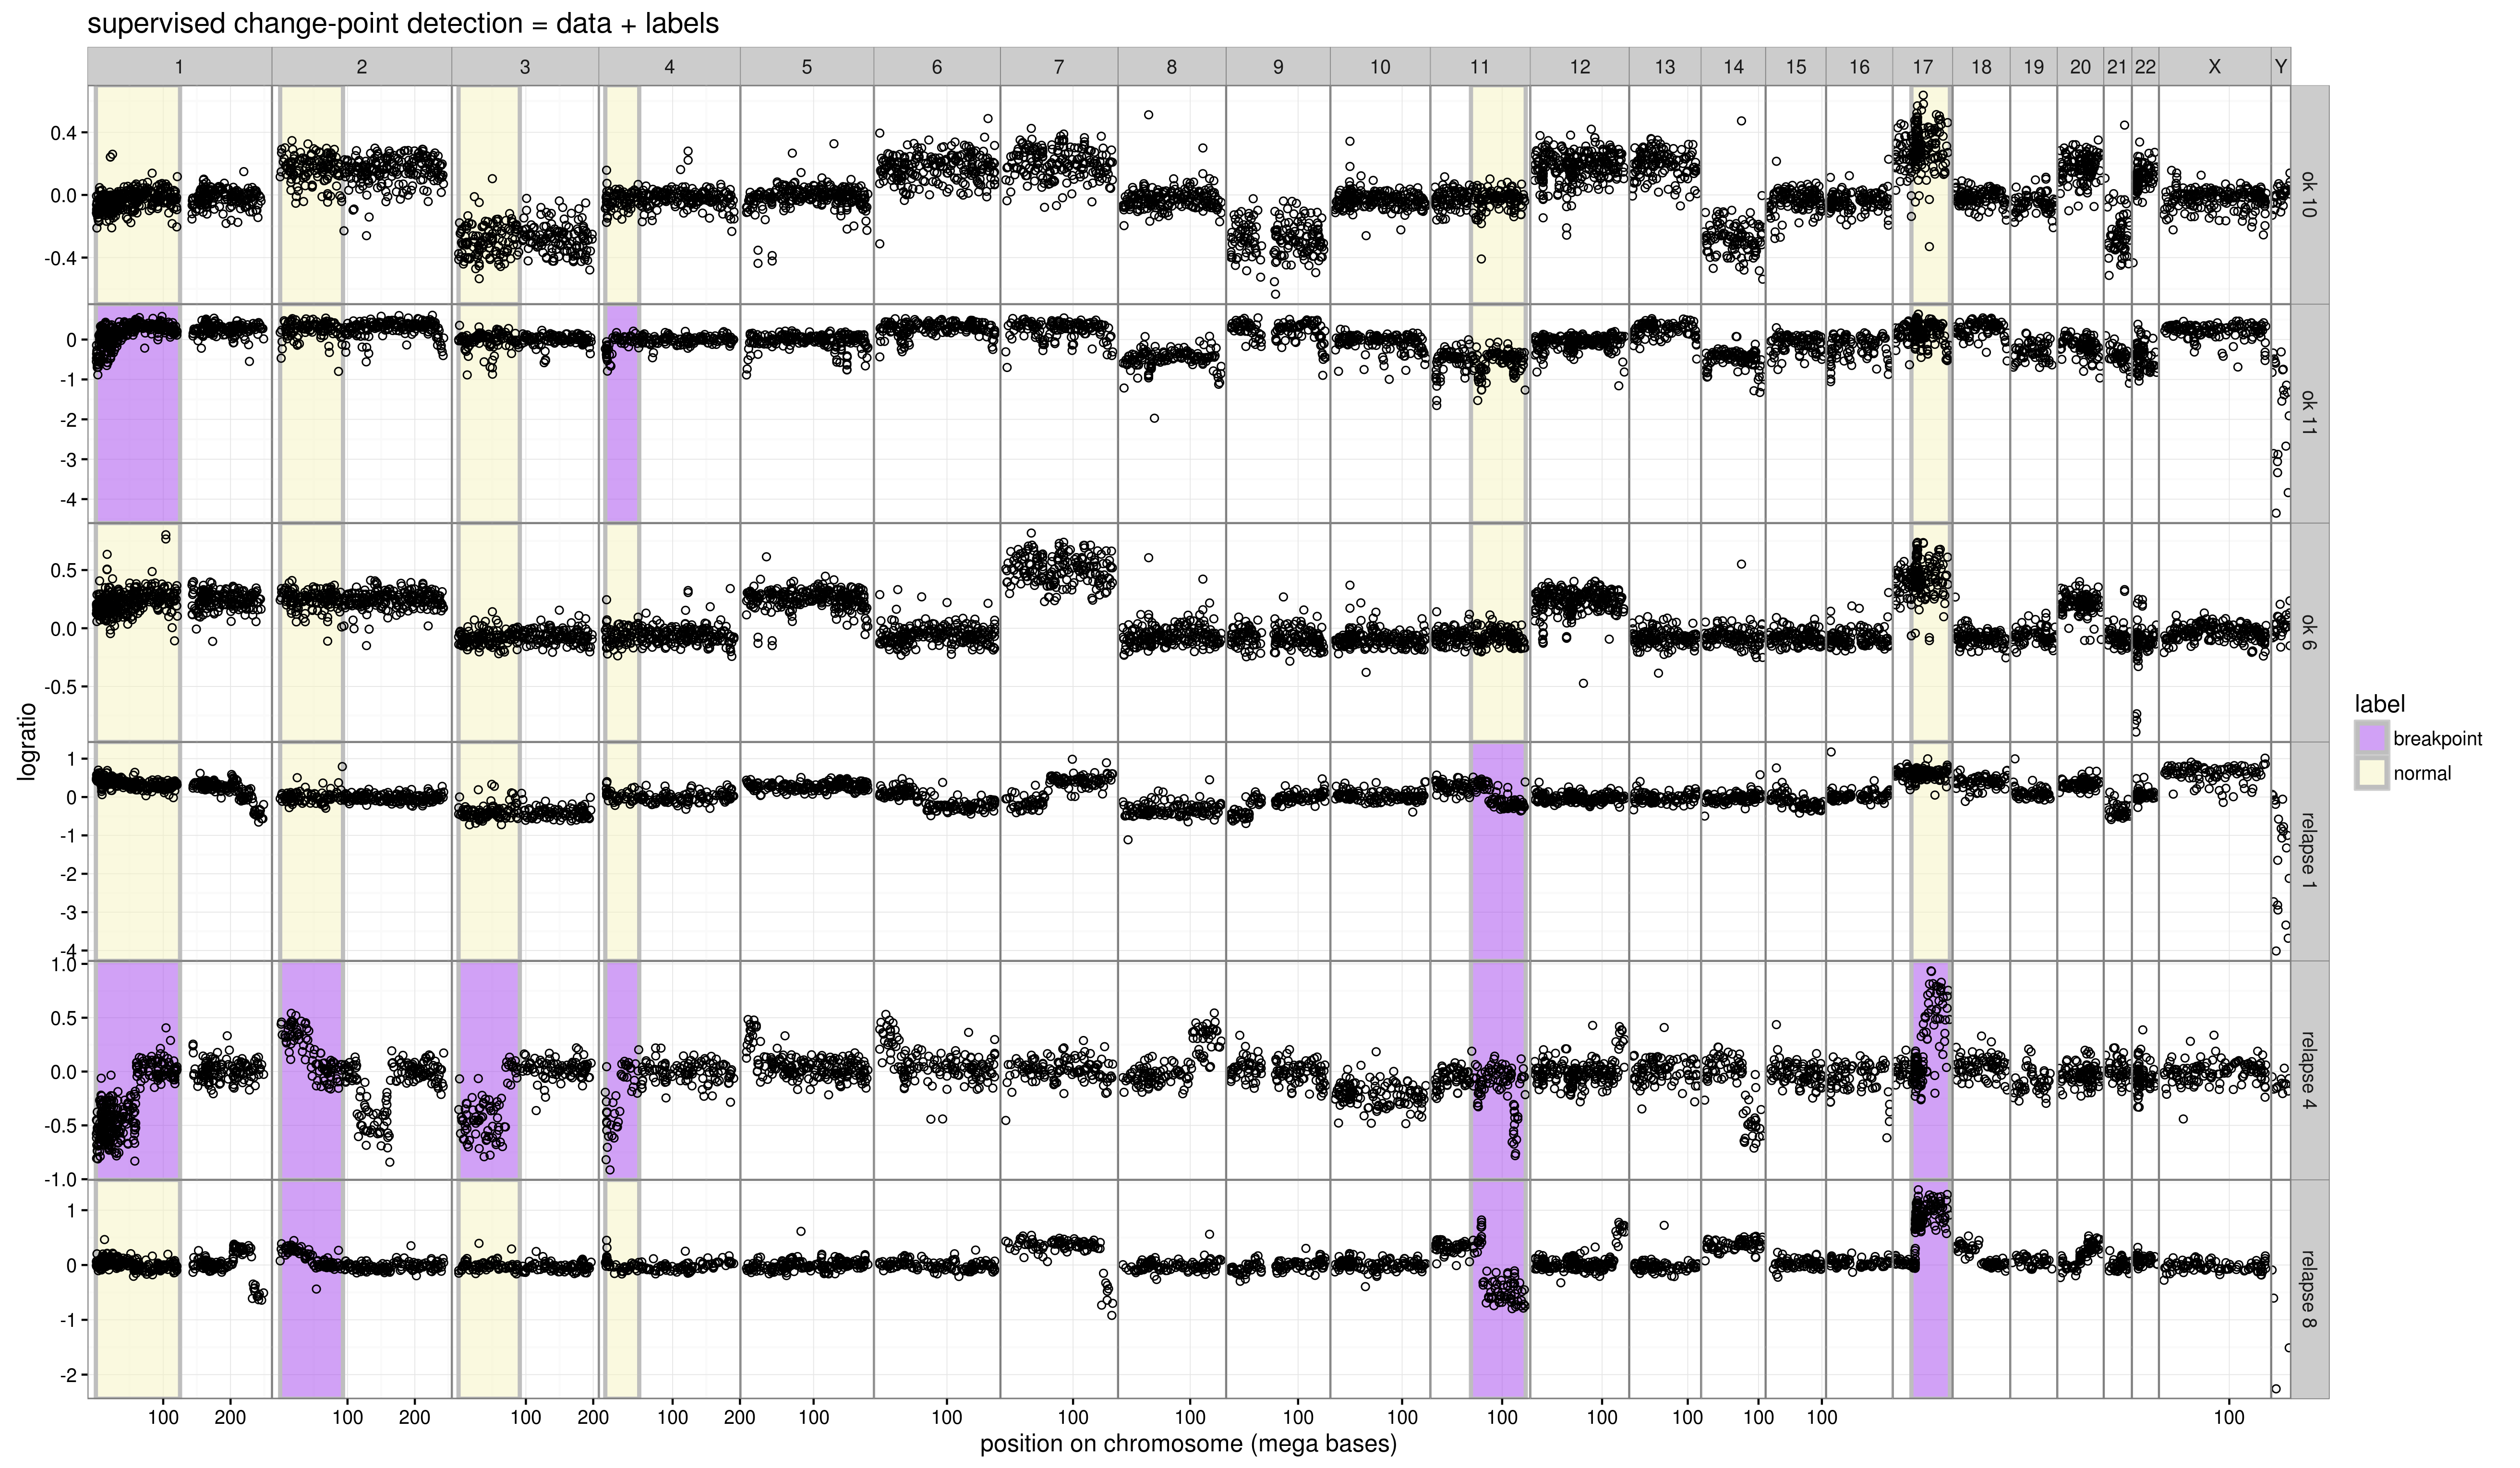 supervised change-point detection = data + labels
1 2 3 4 5 6 7 8 9 10 11 12 13 14 15 16 17 18 19 20 21 22 X Y
0.4
0.0
-0.4
ok 10
0
-1
-2
-3
-4
ok 11
0.5
0.0
-0.5
ok 6
1
0
-1
-2
-3
-4
relapse 1
1.0
0.5
0.0
-0.5
-1.0
relapse 4
1
0
-1
-2
relapse 8
logratio
label
breakpoint
normal
100 200 100 200 100 200 100 200 100 100 100 100 100 100 100 100 100 100 100 100
position on chromosome (mega bases)